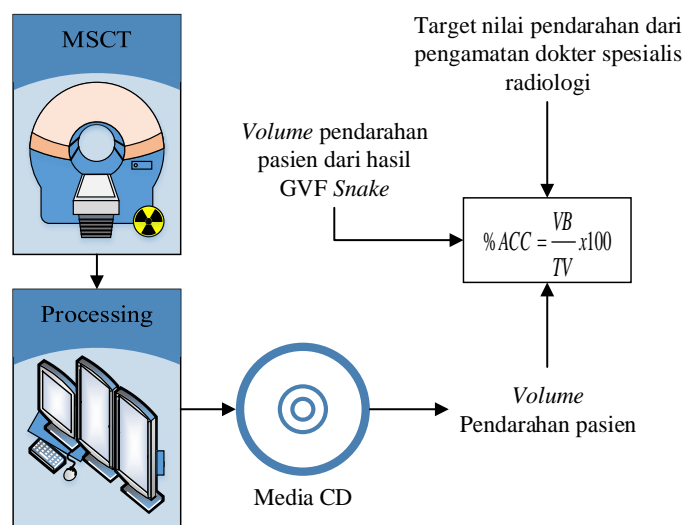 MSCT
Target nilai pendarahan dari
pengamatan dokter spesialis
radiologi
Volume pendarahan
pasien dari hasil
GVF Snake
% ACC = VB/TV x100
Processing
Volume
Pendarahan pasien
Media CD